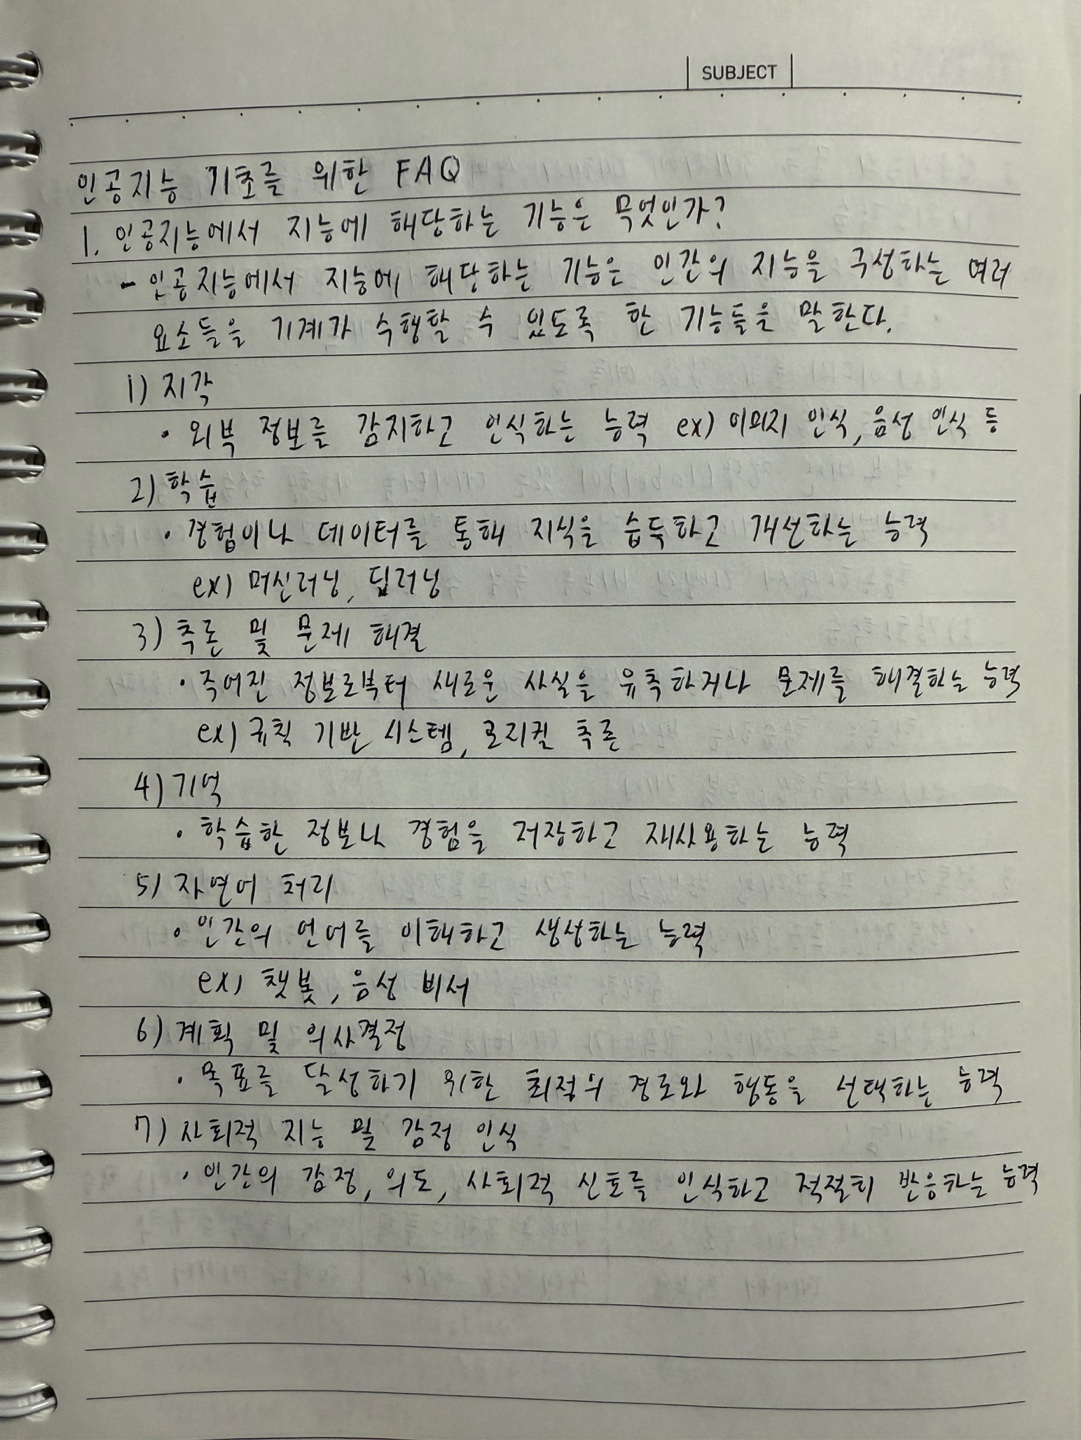 SUBJECT
인공지능 기초를 위한 FAQ
1. 인공지능에서 지능에 해당하는 기능은 무엇인가?
- 인공지능에서 지능에 해당하는 기능은 인간의 지능을 구성하는 여러
요소들을 기계가 수행할 수 있도록 한 기능들을 말한다.
1) 지각
· 외부 정보를 감지하고 인식하는 능력 ex) 이미지 인식, 음성 인식 등
2) 학습
· 경험이나 데이터를 통해 지식을 습득하고 개선하는 능력
ex) 머신러닝, 딥러닝
3) 추론 및 문제 해결
· 주어진 정보로부터 새로운 사실을 유추하거나 문제를 해결하는 능력
ex) 규칙 기반 시스템, 로지컬 추론
4) 기억
· 학습한 정보나 경험을 저장하고 재사용하는 능력
5) 자연어 처리
· 인간의 언어를 이해하고 생성하는 능력
ex) 챗봇, 음성 비서
6) 계획 및 의사결정
· 목표를 달성하기 위한 최적의 경로와 행동을 선택하는 능력
7) 사회적 지능 및 감정 인식
· 인간의 감정, 의도, 사회적 신호를 인식하고 적절히 반응하는 능력